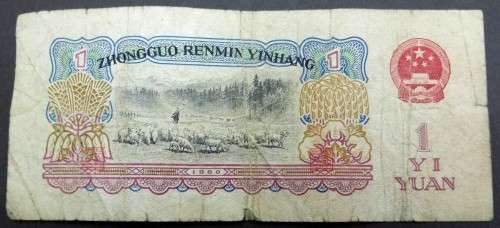 1 ZHONGGUO RENMIN YINHANG 1
1
YI
YUAN
1960